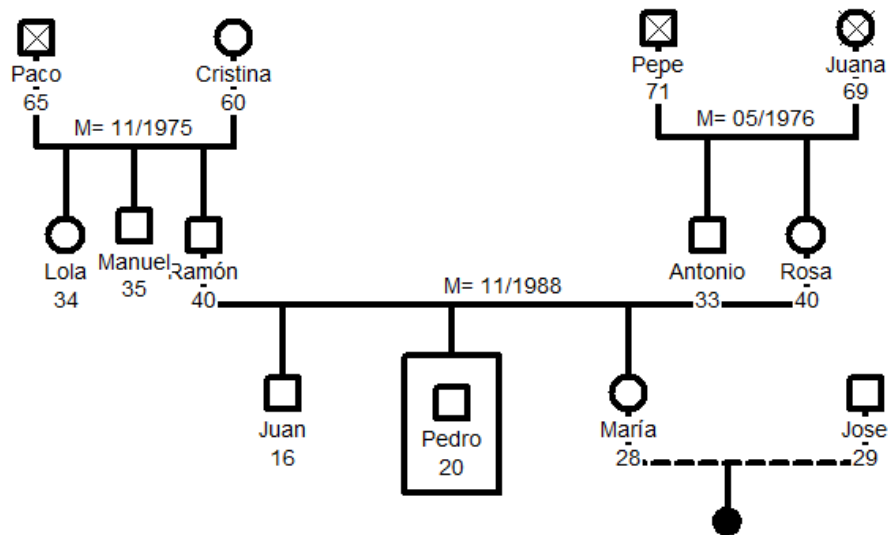 Paco
65
Cristina
60
Pepe
71
Juana
69
M= 11/1975
M= 05/1976
Lola
34
Manuel
35
Ramón
40
Antonio
33
Rosa
40
M= 11/1988
Juan
16
Pedro
20
María
28
Jose
29